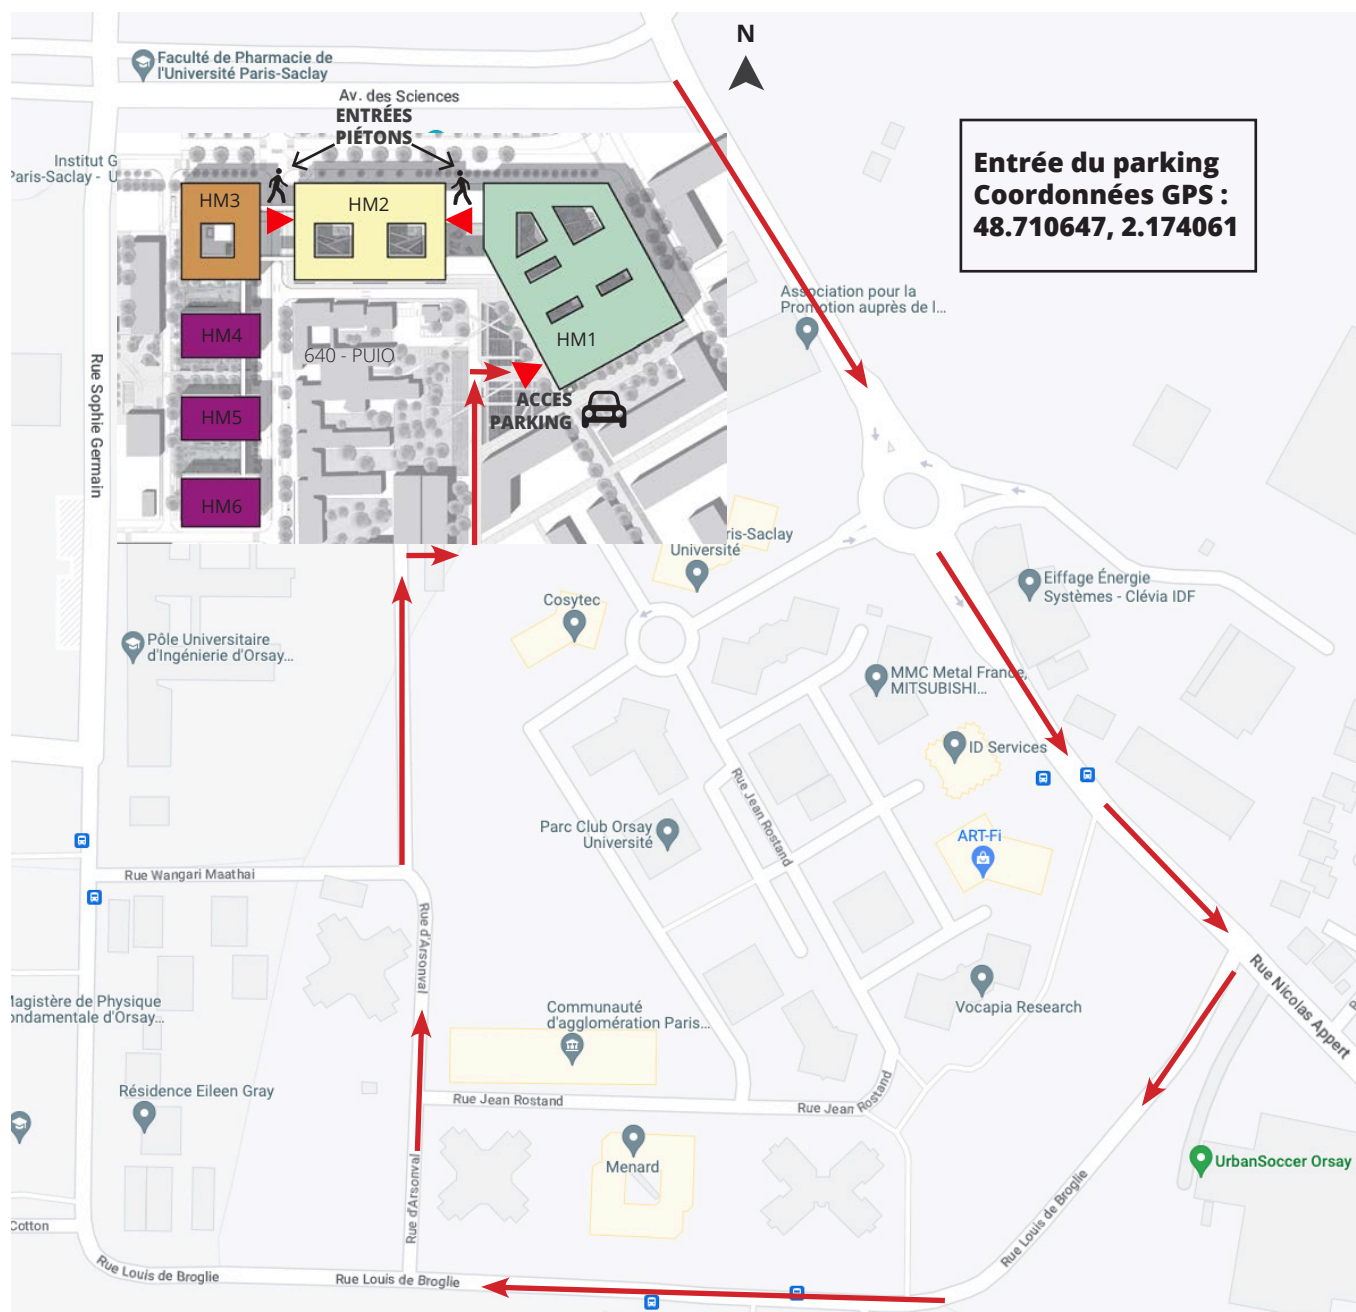 N
Faculté de Pharmacie de
l'Université Paris-Saclay
Av. des Sciences
ENTRÉES
PIÉTONS
Institut G
Paris-Saclay - U
Entrée du parking
Coordonnées GPS :
48.710647, 2.174061
HM3
HM2
HM1
HM4
HM5
HM6
640 - PUIO
ACCES
PARKING
Association pour la
Promotion auprès de l...
Rue Sophie Germain
ris-Saclay
Université
Eiffage Énergie
Systèmes - Clévia IDF
Cosytec
Pôle Universitaire
d'Ingénierie d'Orsay...
MMC Metal France,
MITSUBISHI...
ID Services
Rue Jean Rostand
Parc Club Orsay
Université
ART-Fi
Rue Wangari Maathai
Rue d'Arsonval
Rue Nicolas Appert
Magistère de Physique
ondamentale d'Orsay...
Communauté
d'agglomération Paris...
Vocapia Research
Résidence Eileen Gray
Rue Jean Rostand
Rue Jean Rostand
Menard
UrbanSoccer Orsay
Rue d'Arsonval
Cotton
Rue Louis de Broglie
Rue Louis de Broglie
Rue Louis de Broglie